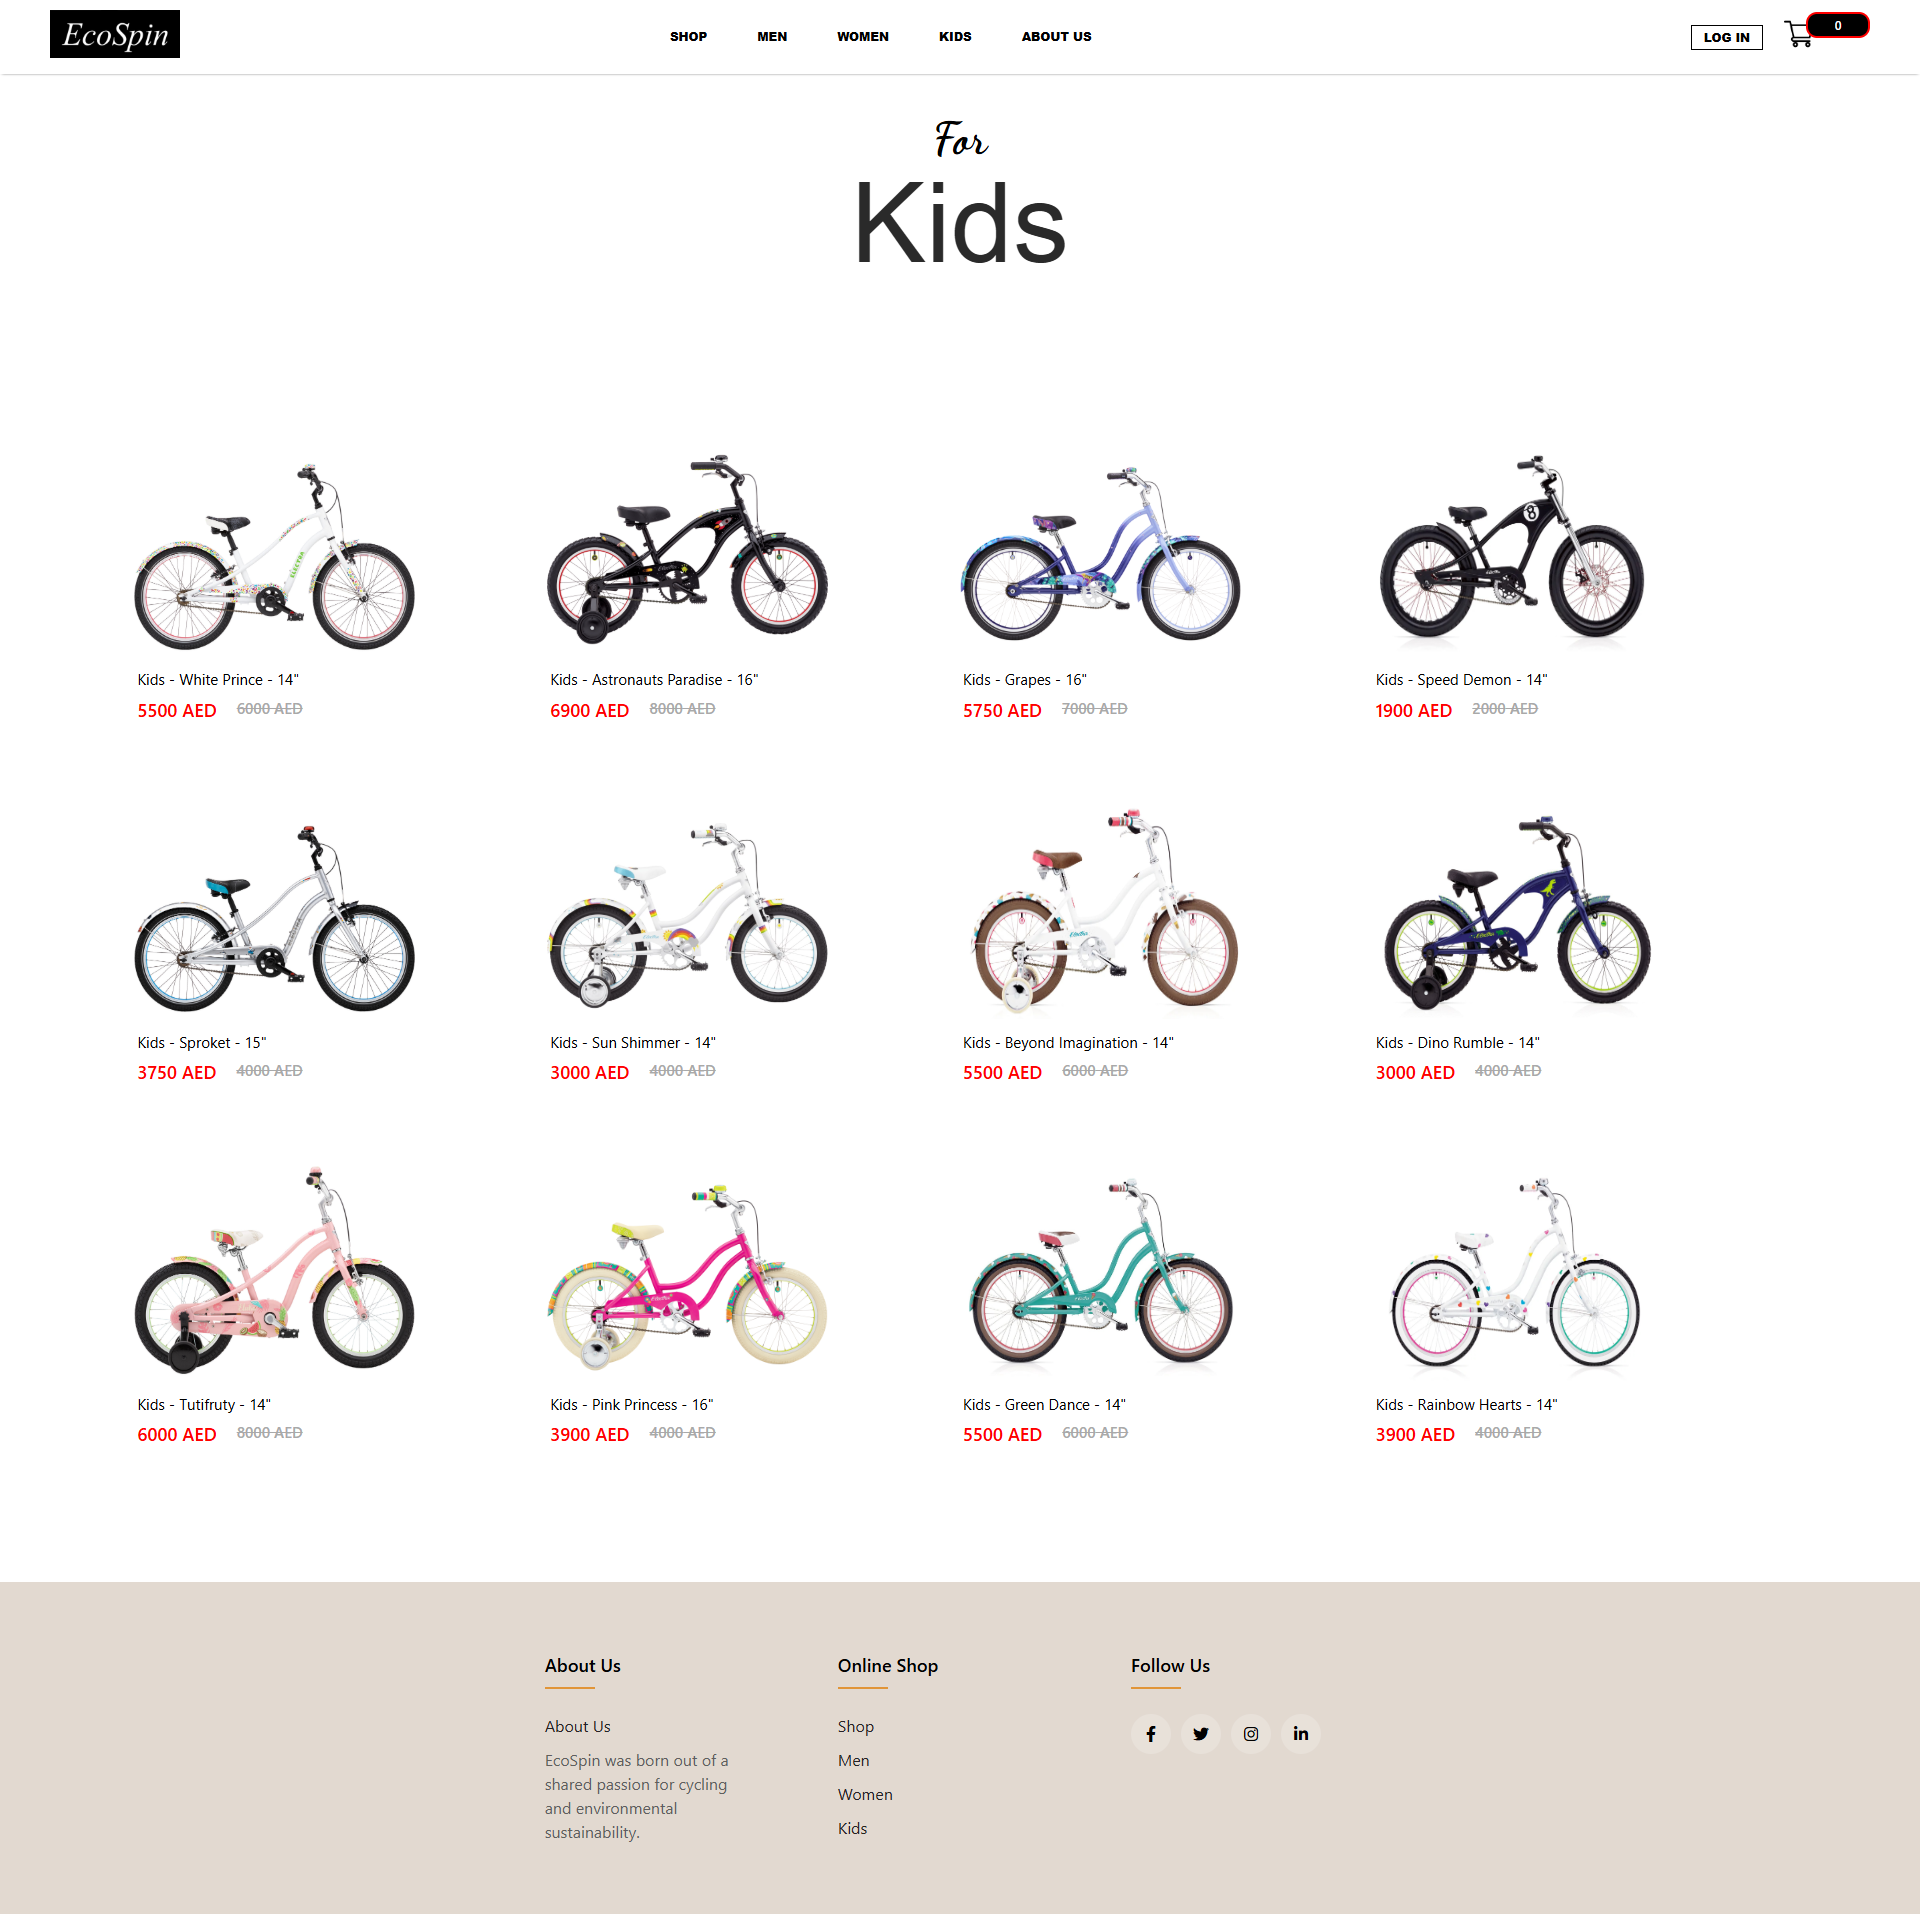 EcoSpin
SHOP MEN WOMEN KIDS ABOUT US
LOG IN
0
For
Kids
Kids - White Prince - 14"
5500 AED 6000 AED
Kids - Astronauts Paradise - 16"
6900 AED 8000 AED
Kids - Grapes - 16"
5750 AED 7000 AED
Kids - Speed Demon - 14"
1900 AED 2000 AED
Kids - Sproket - 15"
3750 AED 4000 AED
Kids - Sun Shimmer - 14"
3000 AED 4000 AED
Kids - Beyond Imagination - 14"
5500 AED 6000 AED
Kids - Dino Rumble - 14"
3000 AED 4000 AED
Kids - Tutifruty - 14"
6000 AED 8000 AED
Kids - Pink Princess - 16"
3900 AED 4000 AED
Kids - Green Dance - 14"
5500 AED 6000 AED
Kids - Rainbow Hearts - 14"
3900 AED 4000 AED
About Us
About Us
EcoSpin was born out of a
shared passion for cycling
and environmental
sustainability.
Online Shop
Shop
Men
Women
Kids
Follow Us